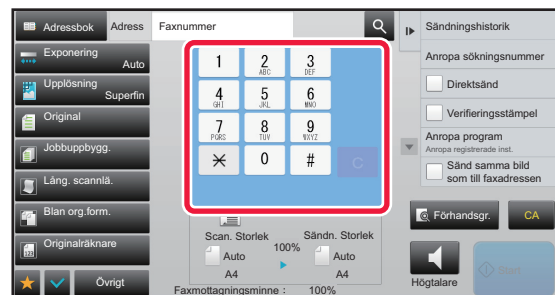 Adressbok
Adress
Faxnummer
Sändningshistorik
Exponering
Auto
Upplösning
Superfin
Original
Jobbuppbygg.
Lång. scannlä.
Blan org.form.
Originalräknare
Övrigt
1
2
ABC
3
DEF
4
GHI
5
JKL
6
MNO
7
PQRS
8
TUV
9
WXYZ
0
#
C
Scan. Storlek
Sändn. Storlek
100%
Auto
Auto
A4
A4
Faxmottagningsminne : 100%
Anropa sökningsnummer
Direktsänd
Verifieringsstämpel
Anropa program
Anropa registrerade inst.
Sänd samma bild
som till faxadressen
Förhandsgr.
CA
Högtalare
Start